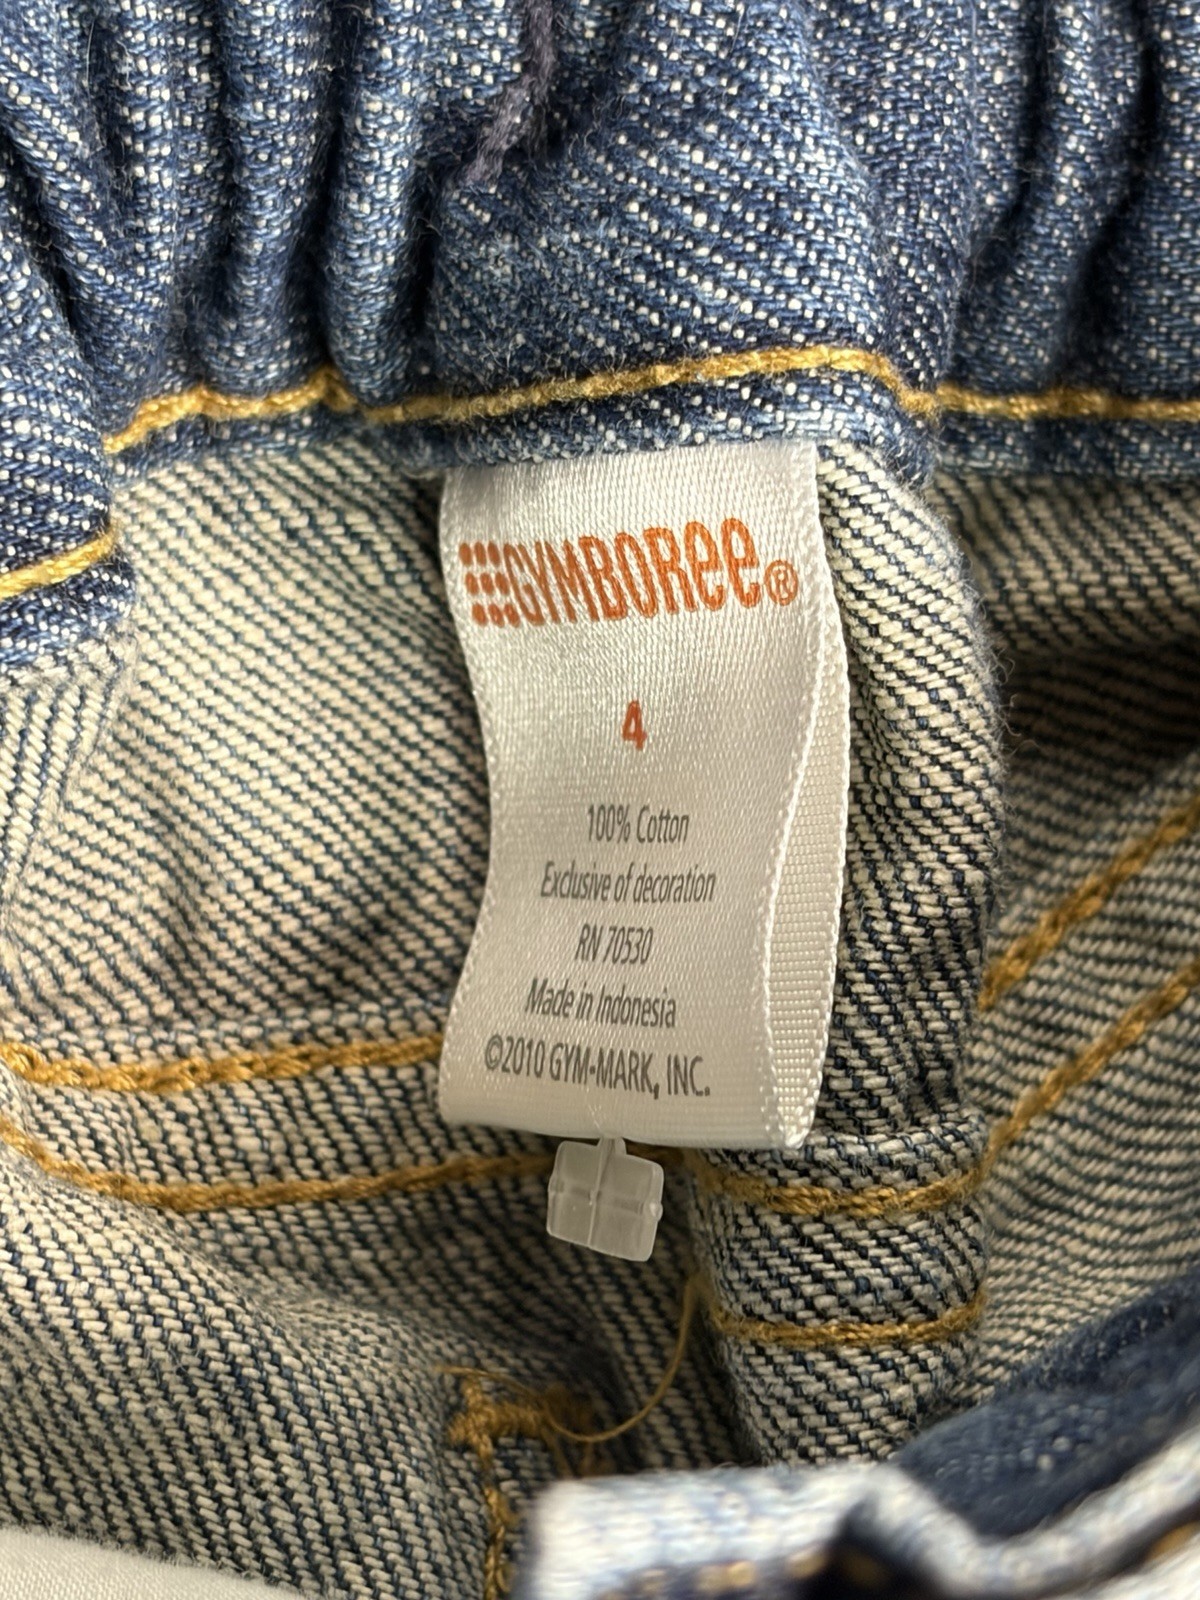 GYMBOREE®
4
100% Cotton
Exclusive of decoration
RN 70530
Made in Indonesia
©2010 GYM-MARK, INC.